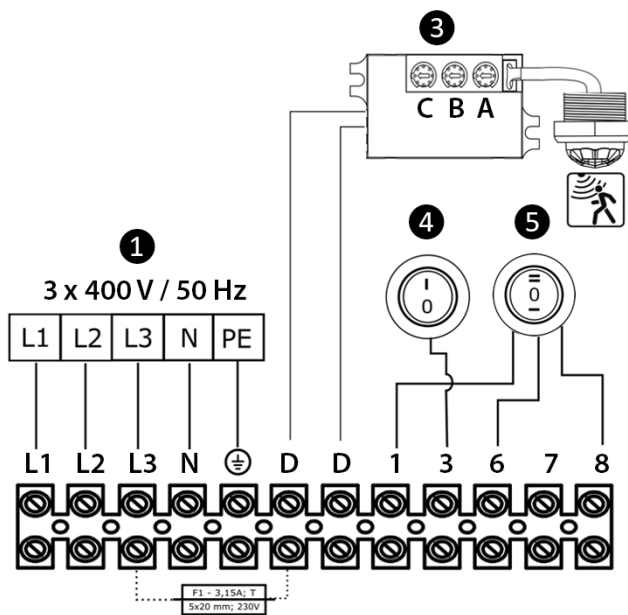 3
C B A
1
4
5
3 x 400 V / 50 Hz
I
0
II
0
I
L1 L2 L3 N PE
L1 L2 L3 N D D 1 3 6 7 8
F1 - 3,15A; T
5x20 mm; 230V